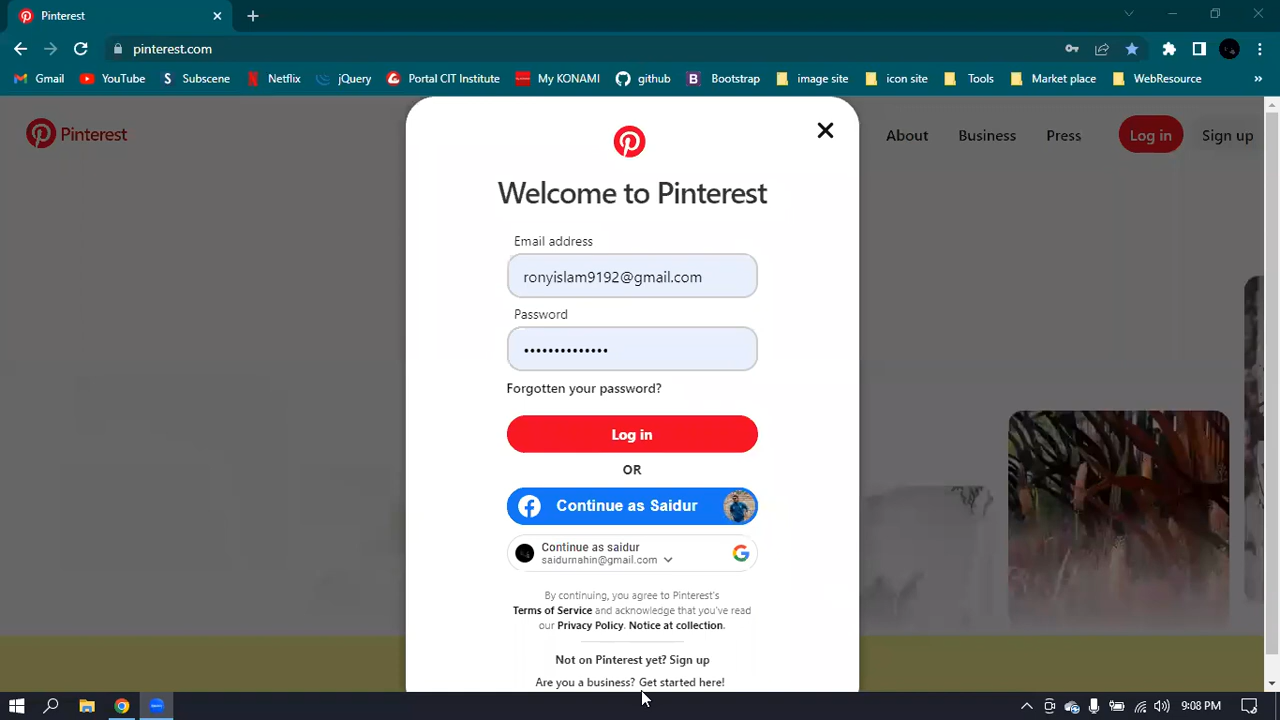 Pinterest
pinterest.com
Gmail YouTube Subscene Netflix jQuery Portal CIT Institute My KONAMI github Bootstrap image site icon site Tools Market place WebResource »
Pinterest About Business Press Log in Sign up
Welcome to Pinterest
Email address
ronyislam9192@gmail.com
Password
••••••••••••••
Forgotten your password?
Log in
OR
Continue as Saidur
Continue as saidur
saidurnahin@gmail.com
By continuing, you agree to Pinterest's
Terms of Service and acknowledge that you've read
our Privacy Policy. Notice at collection.
Not on Pinterest yet? Sign up
Are you a business? Get started here!
9:08 PM